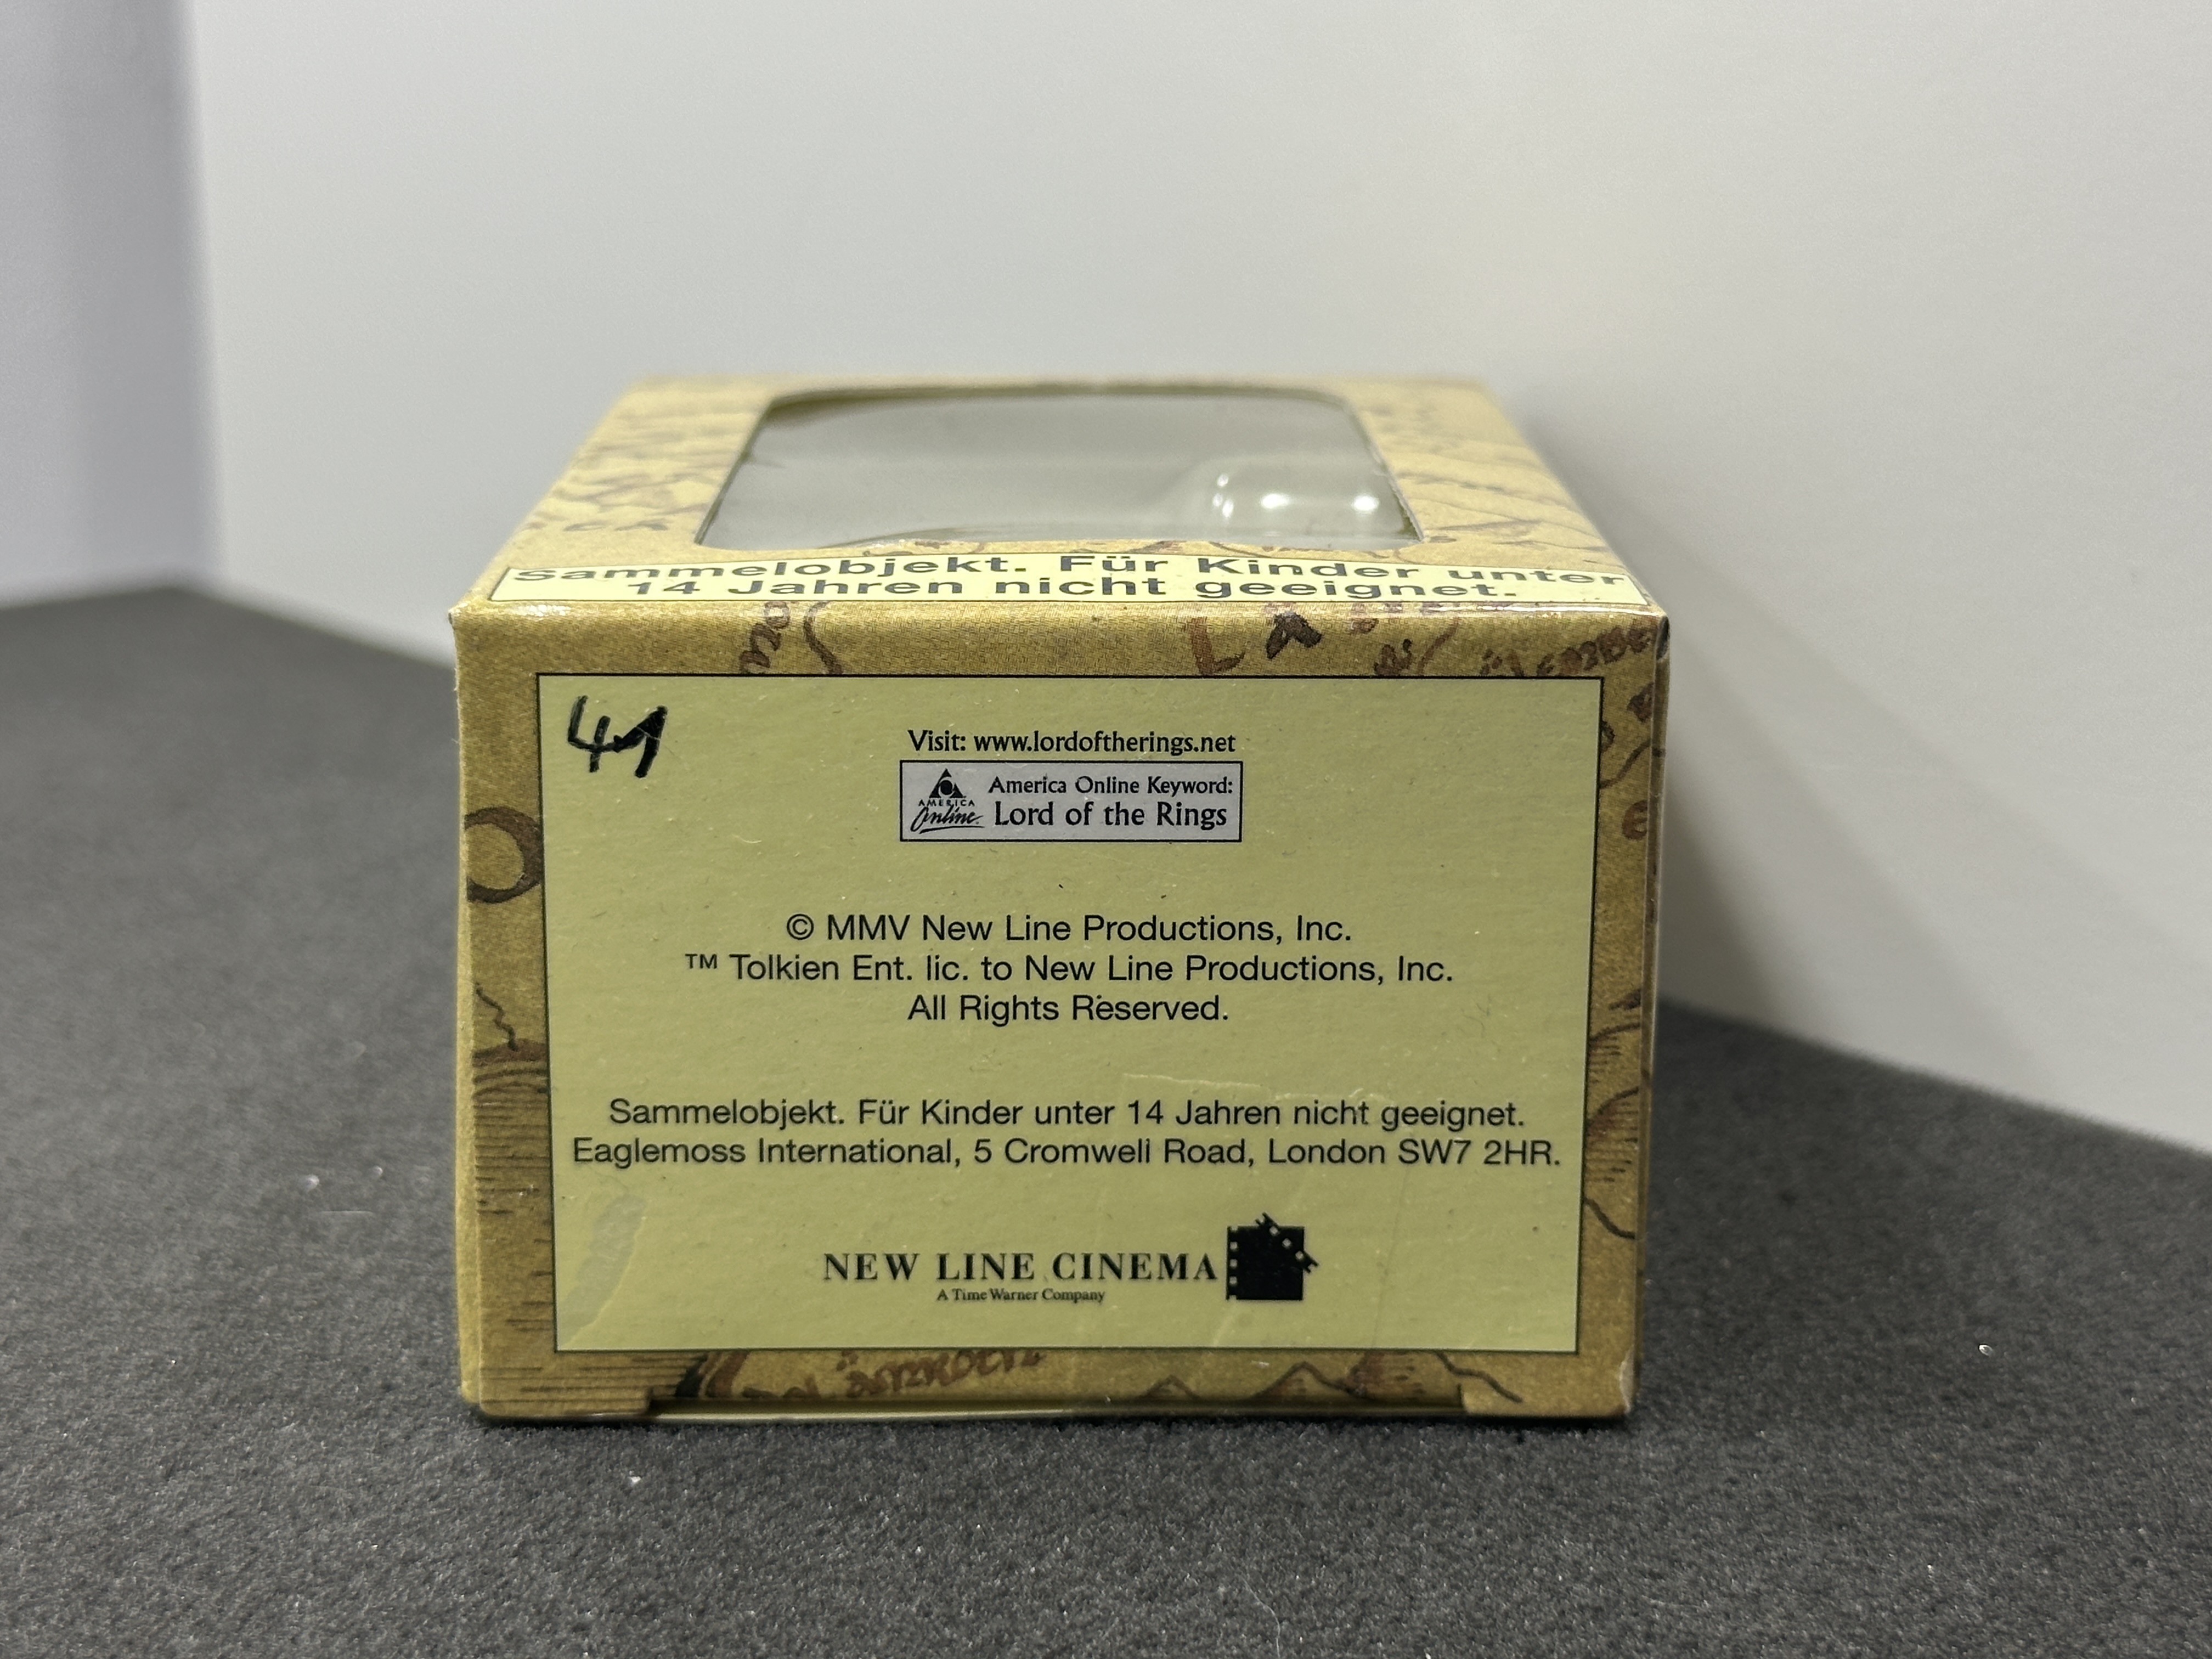 Sammelobjekt. Für Kinder unter
14 Jahren nicht geeignet.
41
Visit: www.lordoftherings.net
AMERICA
Online
America Online Keyword:
Lord of the Rings
© MMV New Line Productions, Inc.
™ Tolkien Ent. lic. to New Line Productions, Inc.
All Rights Reserved.
Sammelobjekt. Für Kinder unter 14 Jahren nicht geeignet.
Eaglemoss International, 5 Cromwell Road, London SW7 2HR.
NEW LINE CINEMA
A Time Warner Company